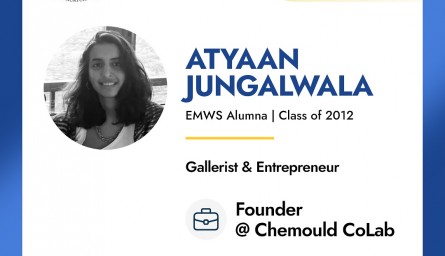 ATYAAN
JUNGALWALA
EMWS Alumna | Class of 2012
Gallerist & Entrepreneur
Founder
@ Chemould CoLab